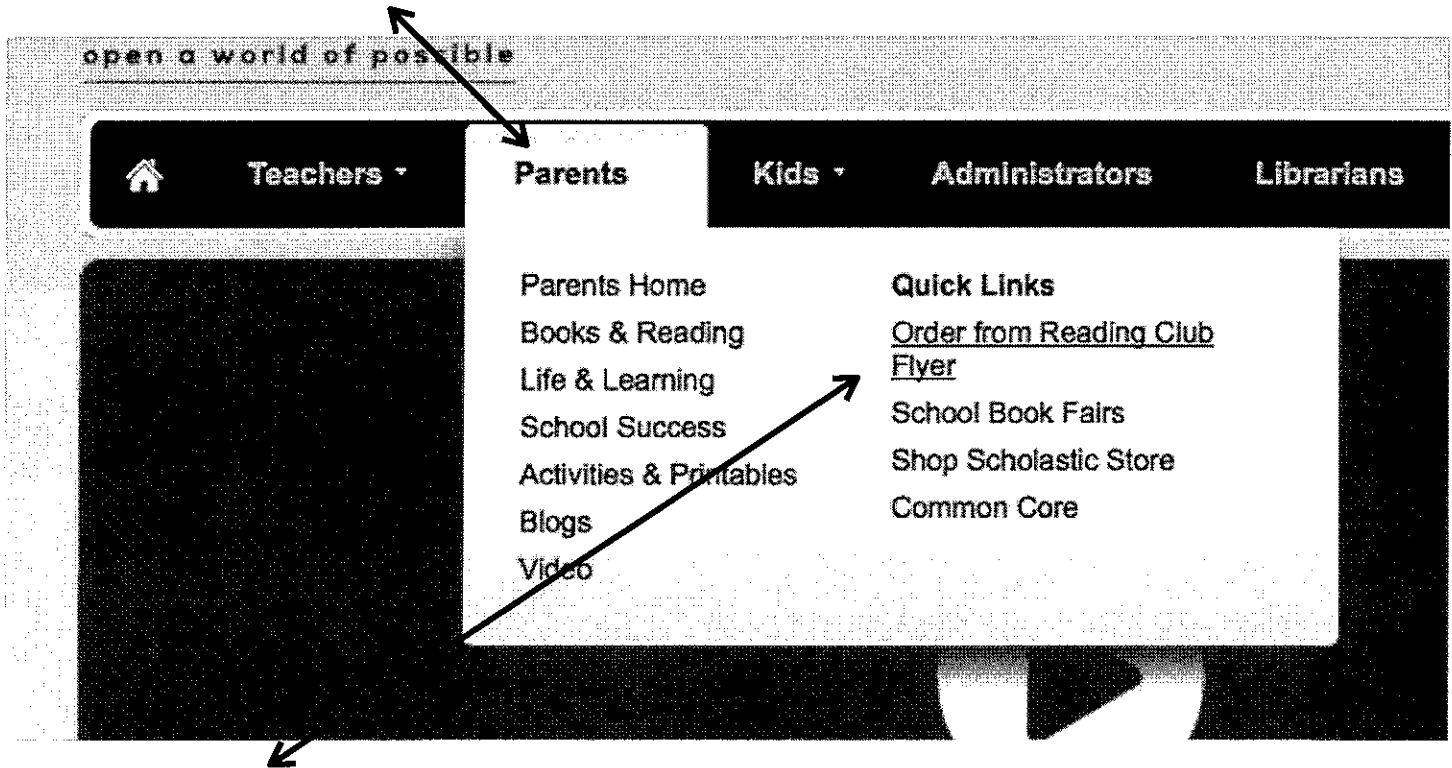 open a world of possible
Teachers Parents Kids Administrators Librarians
Parents Home
Books & Reading
Life & Learning
School Success
Activities & Printables
Blogs
Video
Quick Links
Order from Reading Club
Flyer
School Book Fairs
Shop Scholastic Store
Common Core